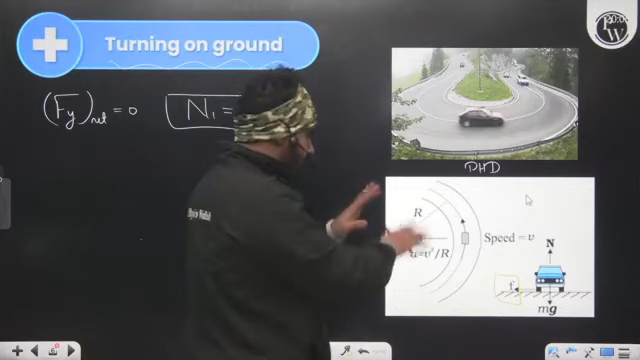 Turning on ground
P
W
(Fy)net = 0
N₁ =
PHD
R
a=v²/R
Speed = v
N
f
mg